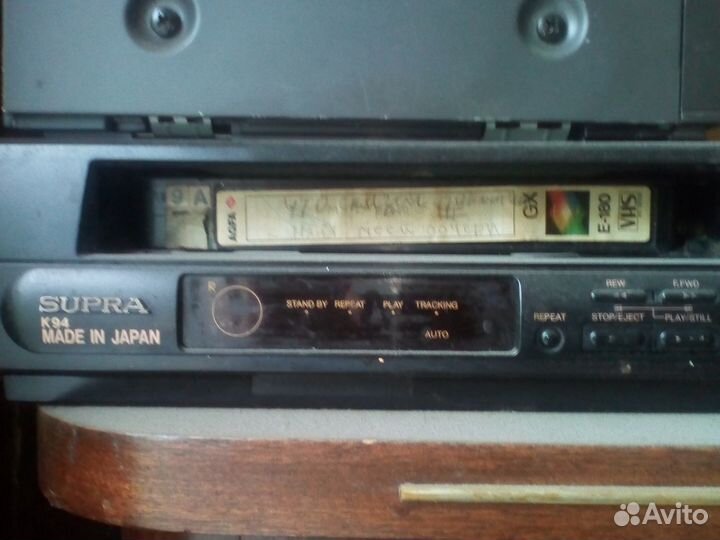 9 A
AGFA
GX
E-180
VHS
SUPRA
K94
MADE IN JAPAN
R
STAND BY REPEAT PLAY TRACKING
AUTO
REPEAT
REW F.FWD
STOP/EJECT PLAY/STILL
Avito